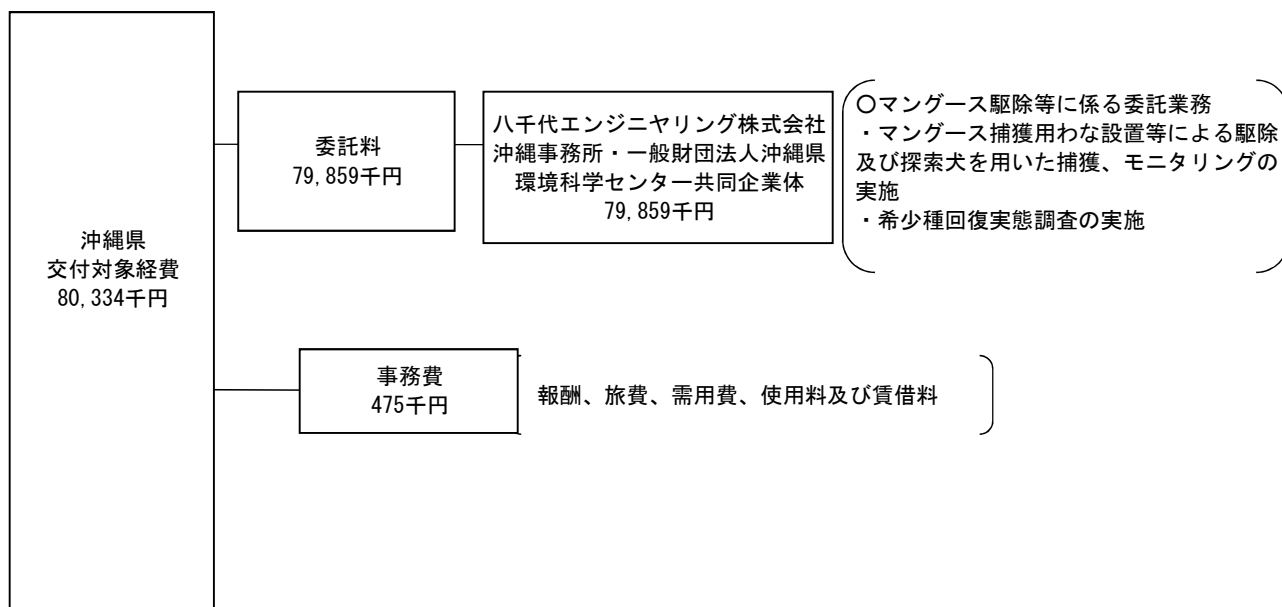 沖縄県
交付対象経費
80,334千円
委託料
79,859千円
八千代エンジニヤリング株式会社
沖縄事務所・一般財団法人沖縄県
環境科学センター共同企業体
79,859千円
〇マングース駆除等に係る委託業務
・マングース捕獲用わな設置等による駆除
及び探索犬を用いた捕獲、モニタリングの
実施
・希少種回復実態調査の実施
事務費
475千円
報酬、旅費、需用費、使用料及び賃借料